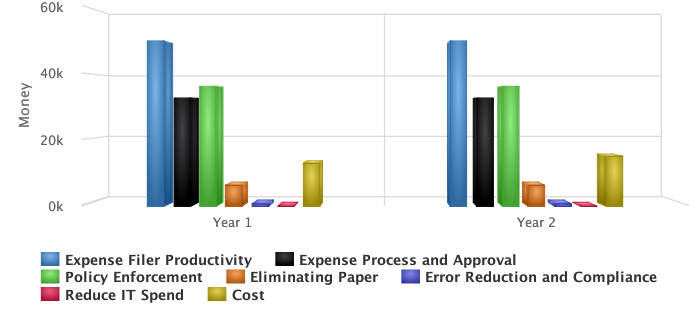 60k
40k
20k
0k
Money
Year 1 Year 2
Expense Filer Productivity Expense Process and Approval
Policy Enforcement Eliminating Paper Error Reduction and Compliance
Reduce IT Spend Cost